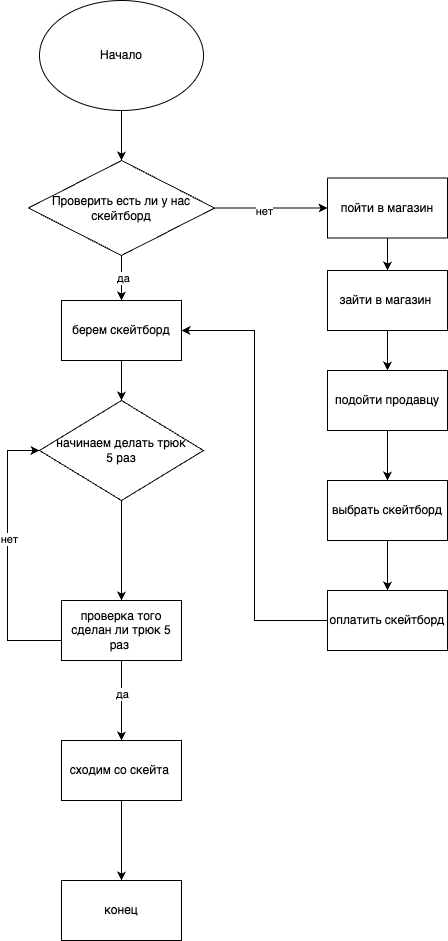 Начало
Проверить есть ли у нас
скейтборд
нет
пойти в магазин
да
зайти в магазин
берем скейтборд
подойти продавцу
начинаем делать трюк
5 раз
выбрать скейтборд
нет
проверка того
сделан ли трюк 5
раз
оплатить скейтборд
да
сходим со скейта
конец